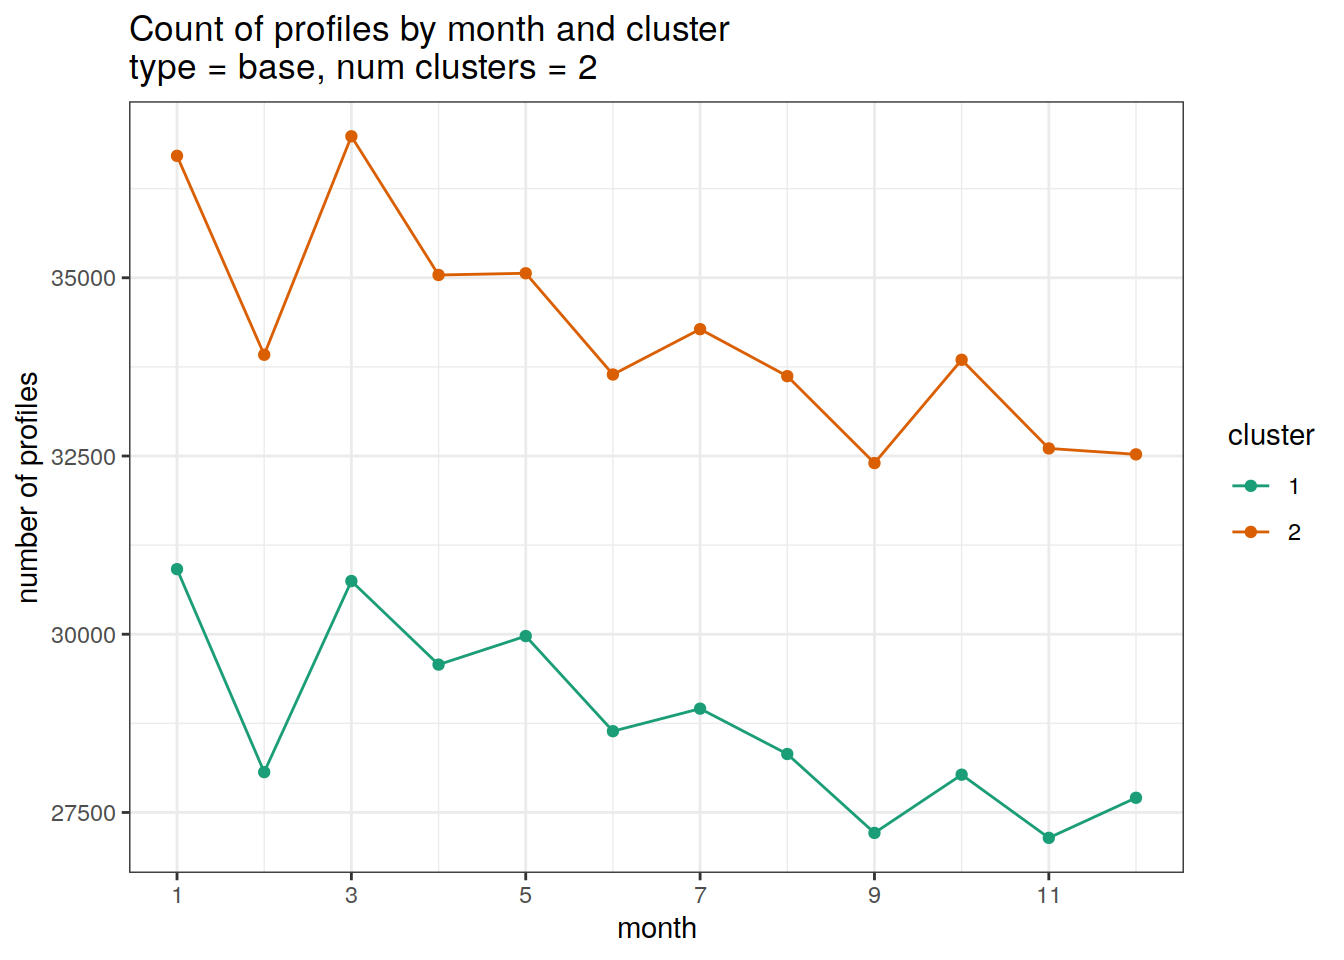 Count of profiles by month and cluster
type = base, num clusters = 2
number of profiles
35000
32500
30000
27500
1
3
5
7
9
11
month
cluster
1
2